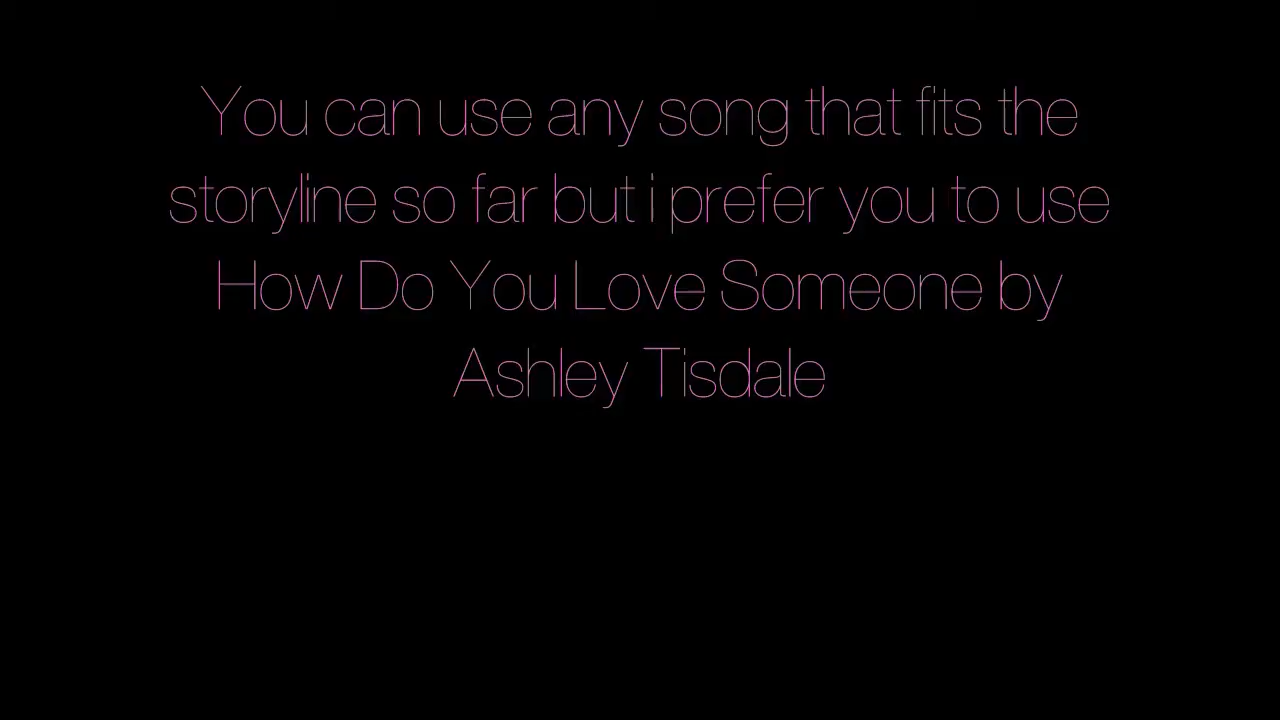 You can use any song that fits the
storyline so far but i prefer you to use
How Do You Love Someone by
Ashley Tisdale